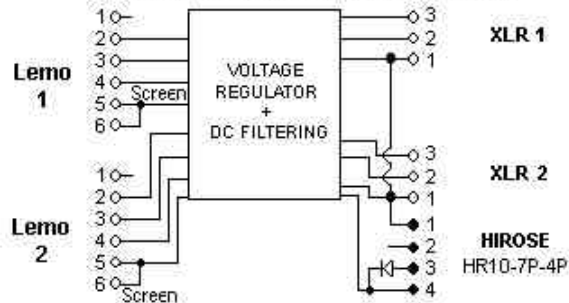 Lemo
1
1
2
3
4
5
6
Screen
Lemo
2
1
2
3
4
5
6
Screen
VOLTAGE
REGULATOR
+
DC FILTERING
3
2
1
XLR 1
3
2
1
XLR 2
1
2
3
4
HIROSE
HR10-7P-4P